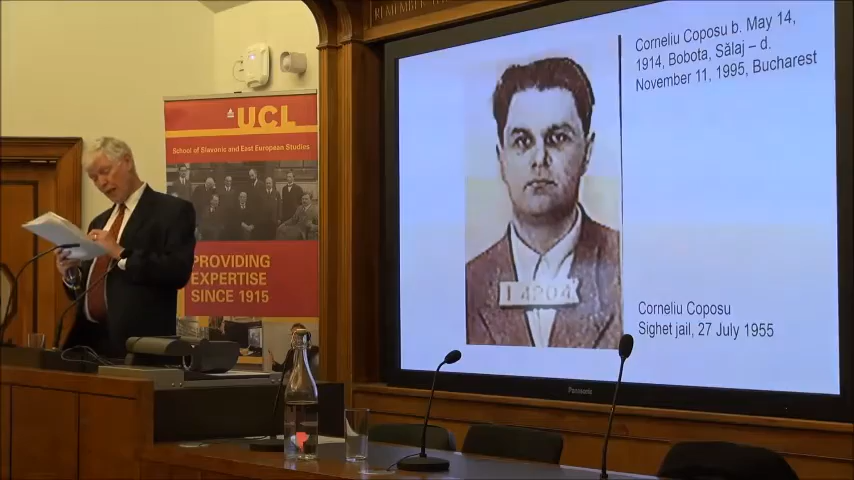 REMEMBER
Corneliu Coposu b. May 14,
1914, Bobota, Sălaj – d.
November 11, 1995, Bucharest
UCL
School of Slavonic and East European Studies
PROVIDING
EXPERTISE
SINCE 1915
Corneliu Coposu
Sighet jail, 27 July 1955
Panasonic